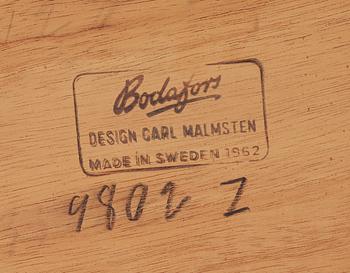 Bodafors
DESIGN CARL MALMSTEN
MADE IN SWEDEN 1962
9802 Z